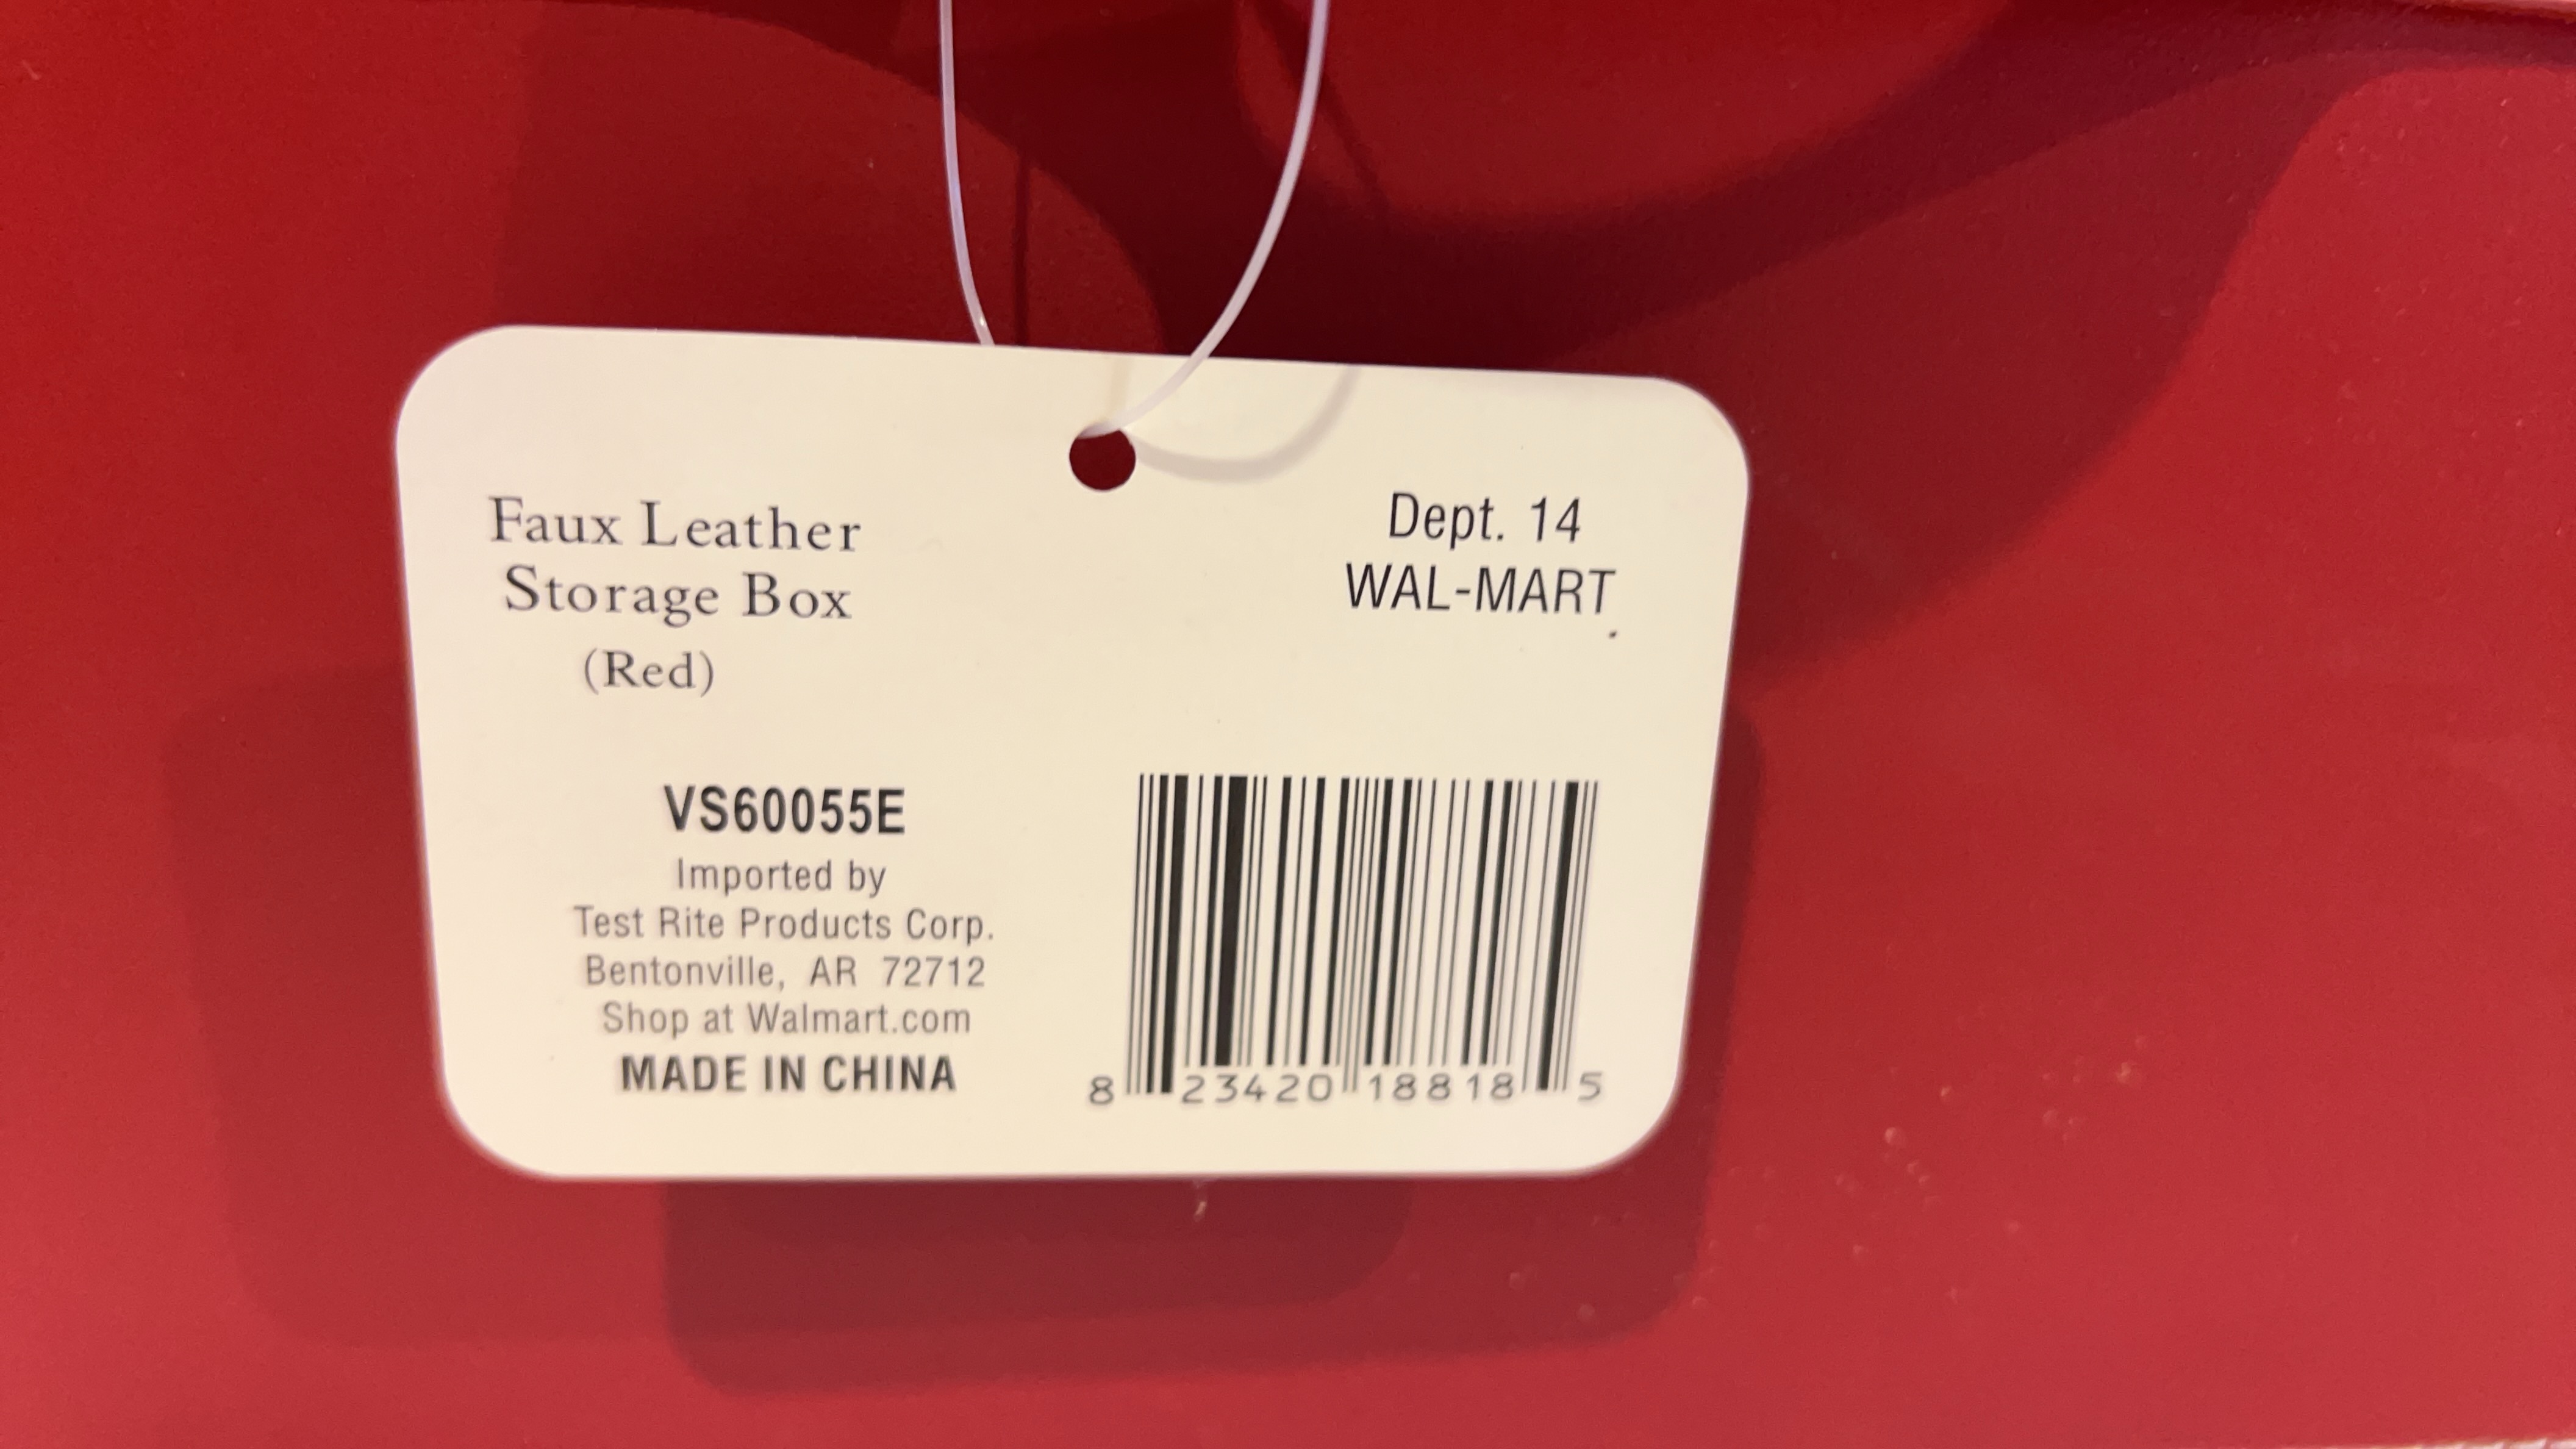 Faux Leather
Storage Box
(Red)
Dept. 14
WAL-MART
VS60055E
Imported by
Test Rite Products Corp.
Bentonville, AR 72712
Shop at Walmart.com
MADE IN CHINA
8 23420 18818 5